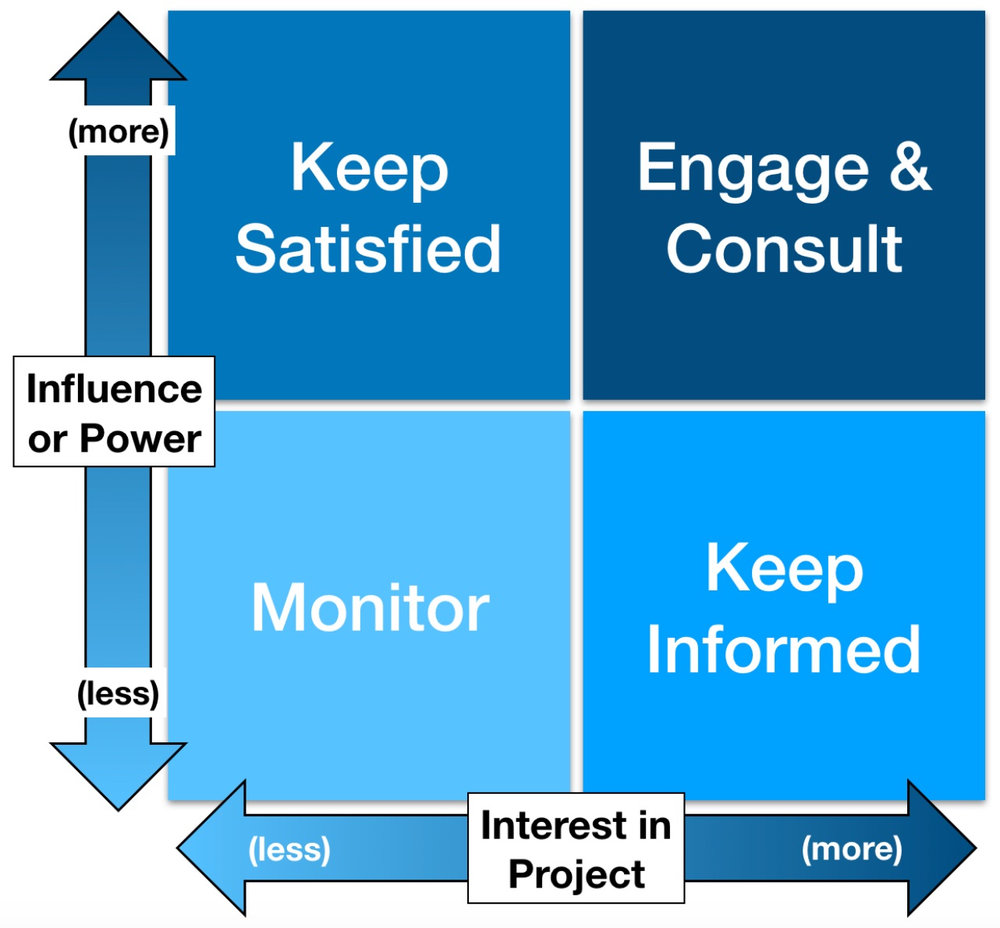 (more)
Keep
Satisfied
Engage &
Consult
Influence
or Power
Monitor
Keep
Informed
(less)
(less)
Interest in
Project
(more)